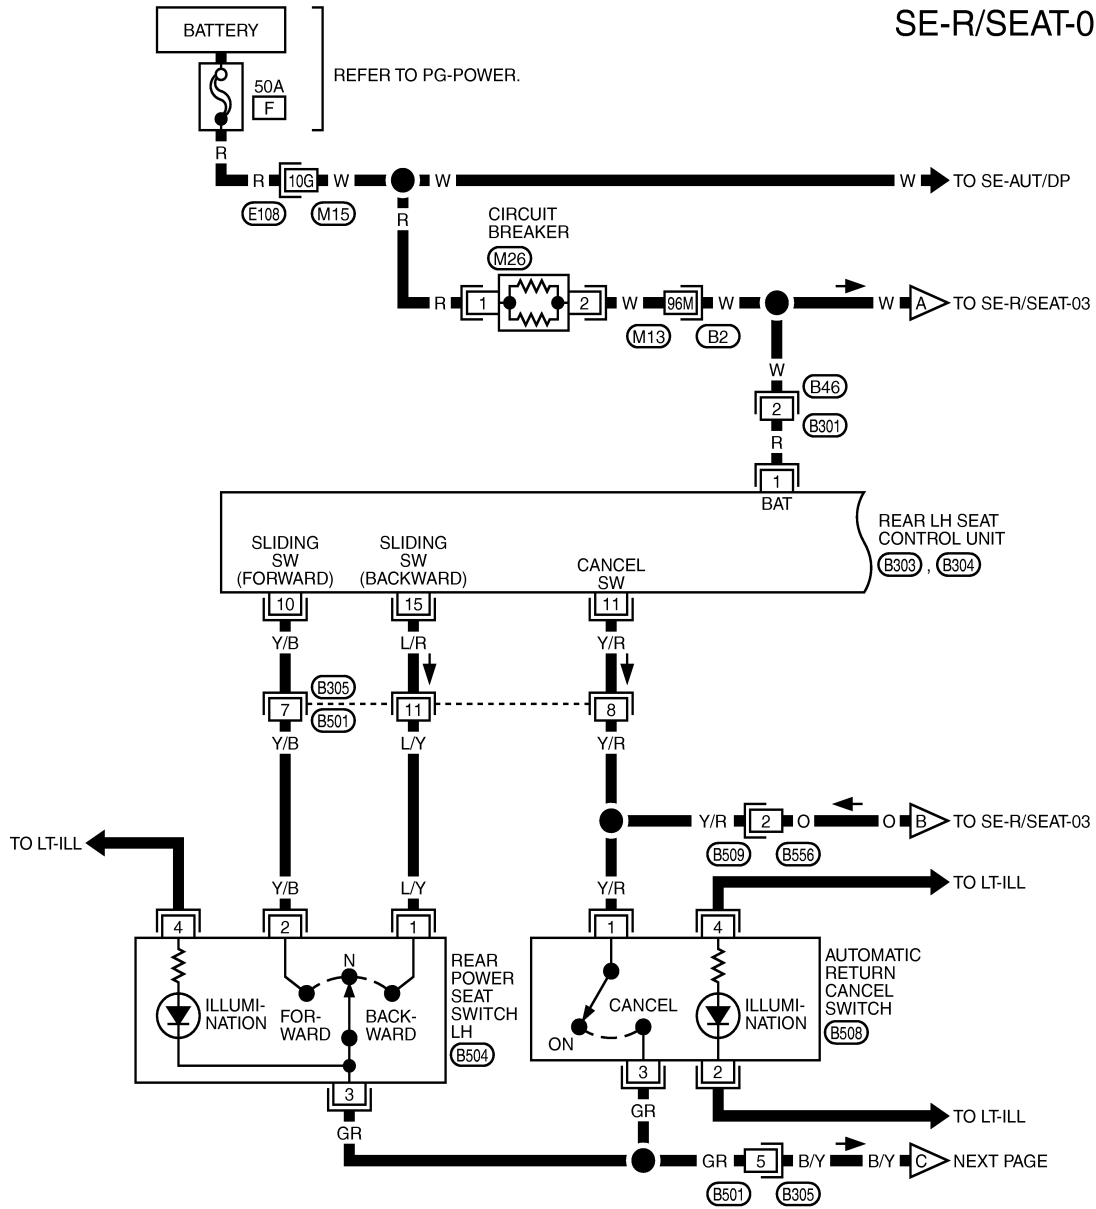 SE-R/SEAT-0
BATTERY
50A
F
REFER TO PG-POWER.
R
R 10G W W W TO SE-AUT/DP
E108 M15
R
CIRCUIT
BREAKER
M26
R 1 2 W 96M W W A TO SE-R/SEAT-03
M13 B2
W
B46
2
B301
R
1
BAT
REAR LH SEAT
CONTROL UNIT
B303 , B304
SLIDING
SW
(FORWARD)
SLIDING
SW
(BACKWARD)
CANCEL
SW
10 15 11
Y/B L/R Y/R
B305
7 11 8
B501
Y/B L/Y Y/R
Y/R 2 O O B TO SE-R/SEAT-03
B509 B556
TO LT-ILL
Y/B L/Y Y/R
TO LT-ILL
4 2 1 1 4
N
ILLUMI-
NATION
FOR-
WARD
BACK-
WARD
REAR
POWER
SEAT
SWITCH
LH
B504
CANCEL
ON
ILLUMI-
NATION
AUTOMATIC
RETURN
CANCEL
SWITCH
B508
3 3 2
GR GR
TO LT-ILL
GR 5 B/Y B/Y C NEXT PAGE
B501 B305